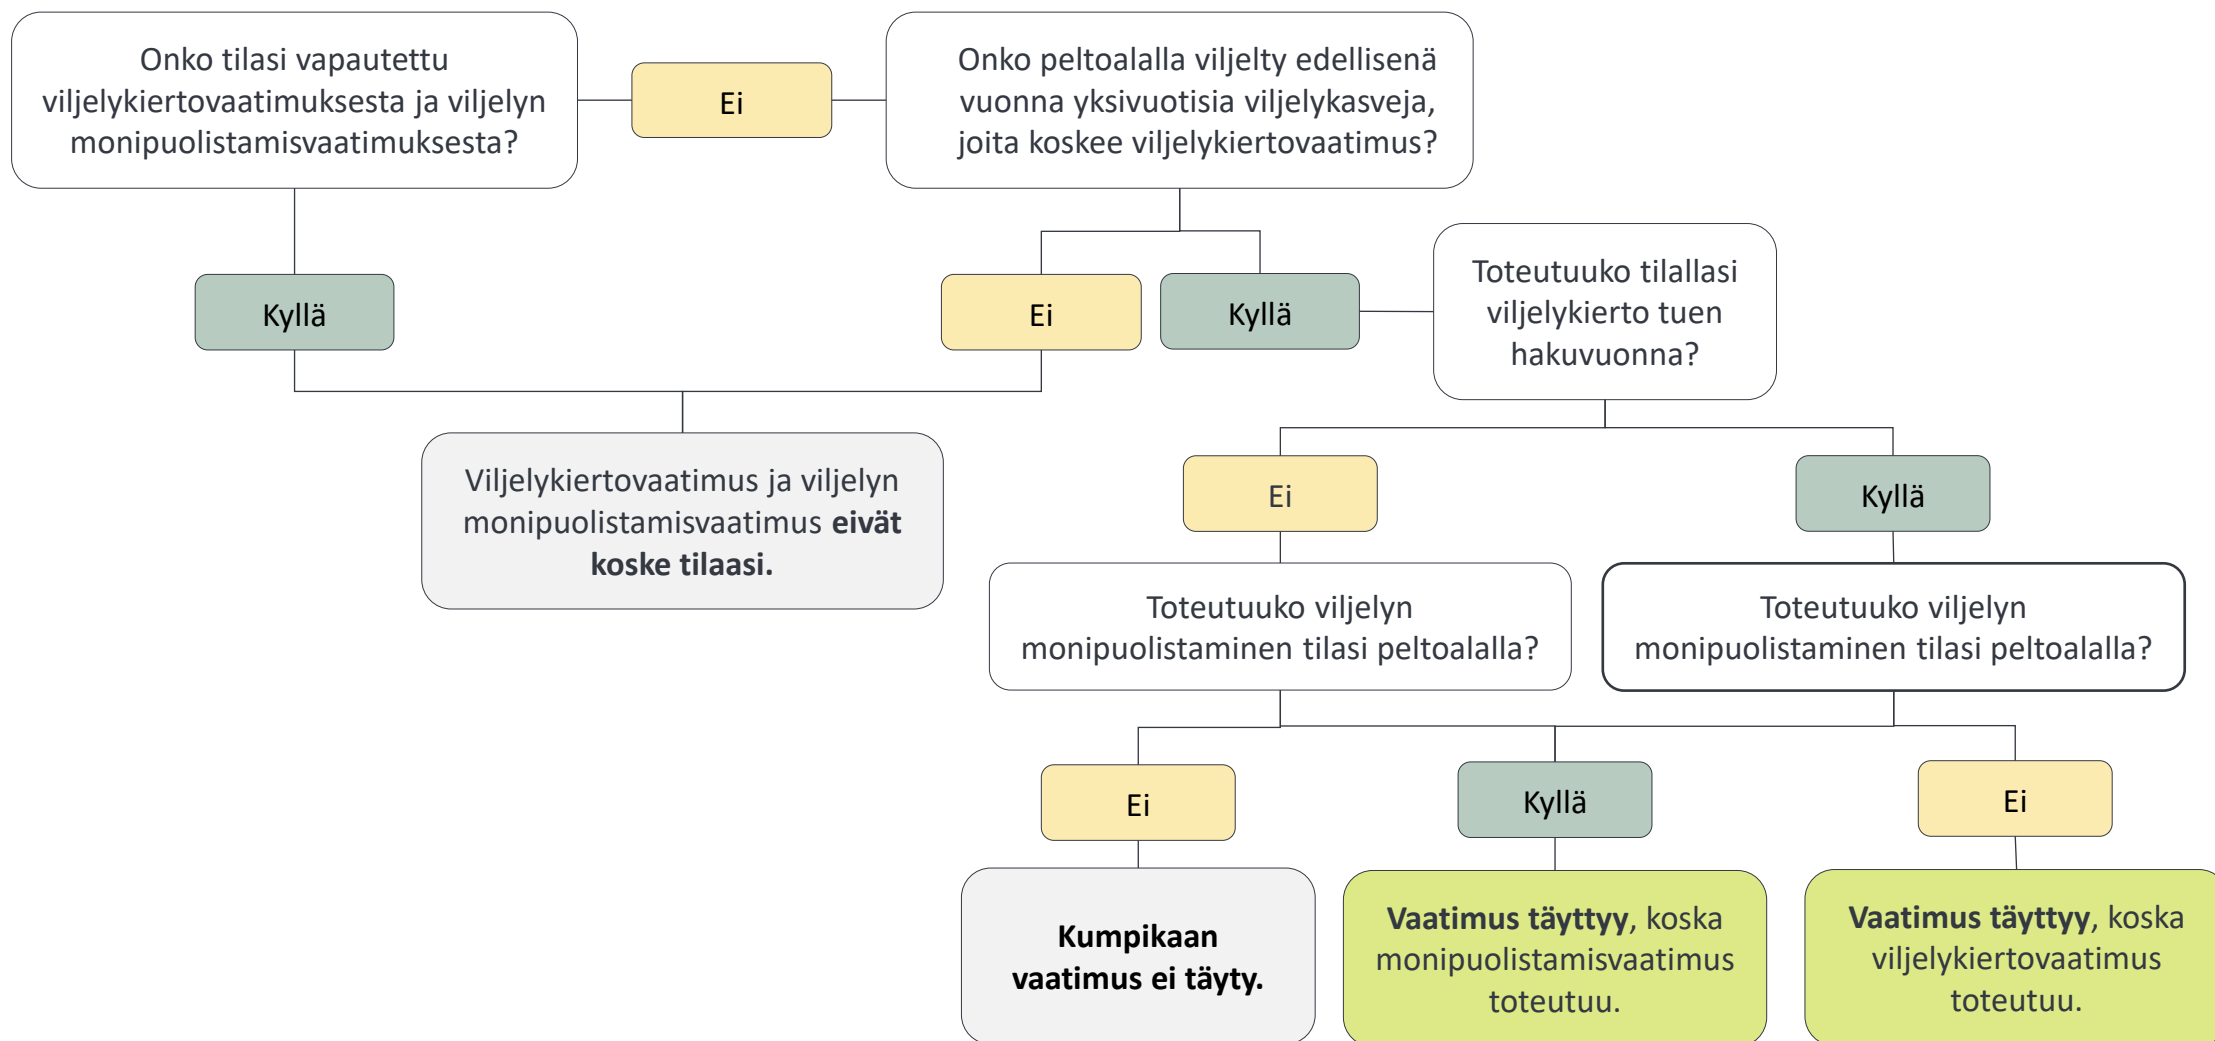 Onko tilasi vapautettu
viljelykiertovaatimuksesta ja viljelyn
monipuolistamisvaatimuksesta?
Ei
Onko peltoalalla viljelty edellisenä
vuonna yksivuotisia viljelykasveja,
joita koskee viljelykiertovaatimus?
Kyllä
Ei
Kyllä
Toteutuuko tilallasi
viljelykierto tuen
hakuvuonna?
Viljelykiertovaatimus ja viljelyn
monipuolistamisvaatimus eivät
koske tilaasi.
Ei
Kyllä
Toteutuuko viljelyn
monipuolistaminen tilasi peltoalalla?
Toteutuuko viljelyn
monipuolistaminen tilasi peltoalalla?
Ei
Kyllä
Ei
Kumpikaan
vaatimus ei täyty.
Vaatimus täyttyy, koska
monipuolistamisvaatimus
toteutuu.
Vaatimus täyttyy, koska
viljelykiertovaatimus
toteutuu.